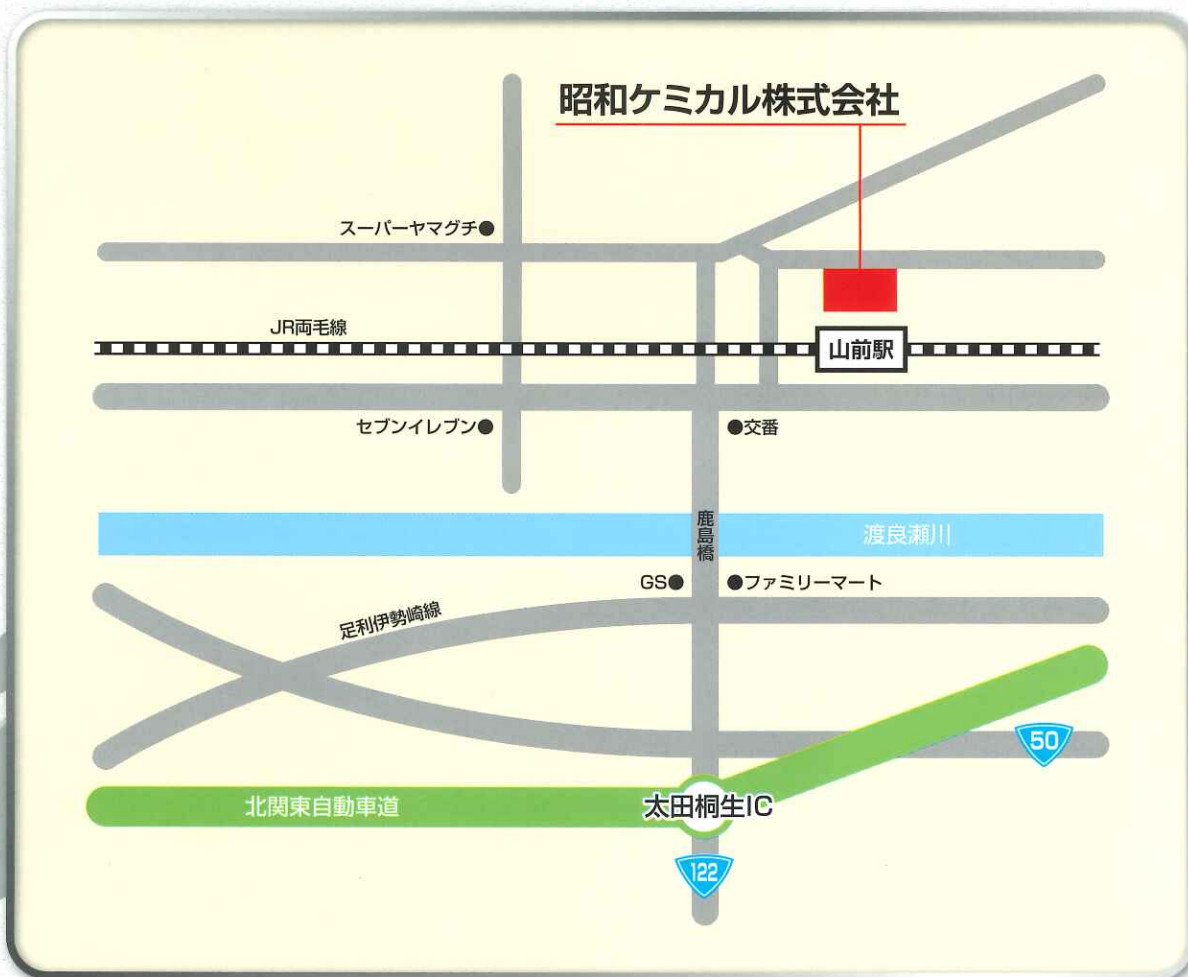 昭和ケミカル株式会社
スーパーヤマグチ
JR両毛線
山前駅
セブンイレブン
交番
鹿島橋
渡良瀬川
GS
ファミリーマート
足利伊勢崎線
50
北関東自動車道
太田桐生IC
122